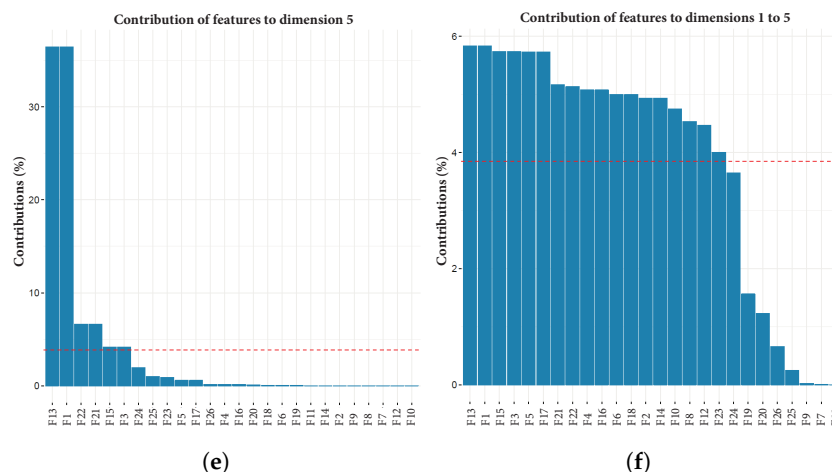 Contribution of features to dimension 5
Contributions (%)
30
20
10
0
F13 F1 F22 F21 F15 F3 F24 F25 F23 F5 F17 F26 F4 F16 F20 F18 F6 F19 F11 F14 F2 F9 F8 F7 F12 F10
(e)
Contribution of features to dimensions 1 to 5
Contributions (%)
6
4
2
0
F13 F1 F15 F3 F5 F17 F21 F22 F4 F16 F6 F18 F2 F14 F10 F8 F12 F23 F24 F19 F20 F26 F25 F9 F7
(f)